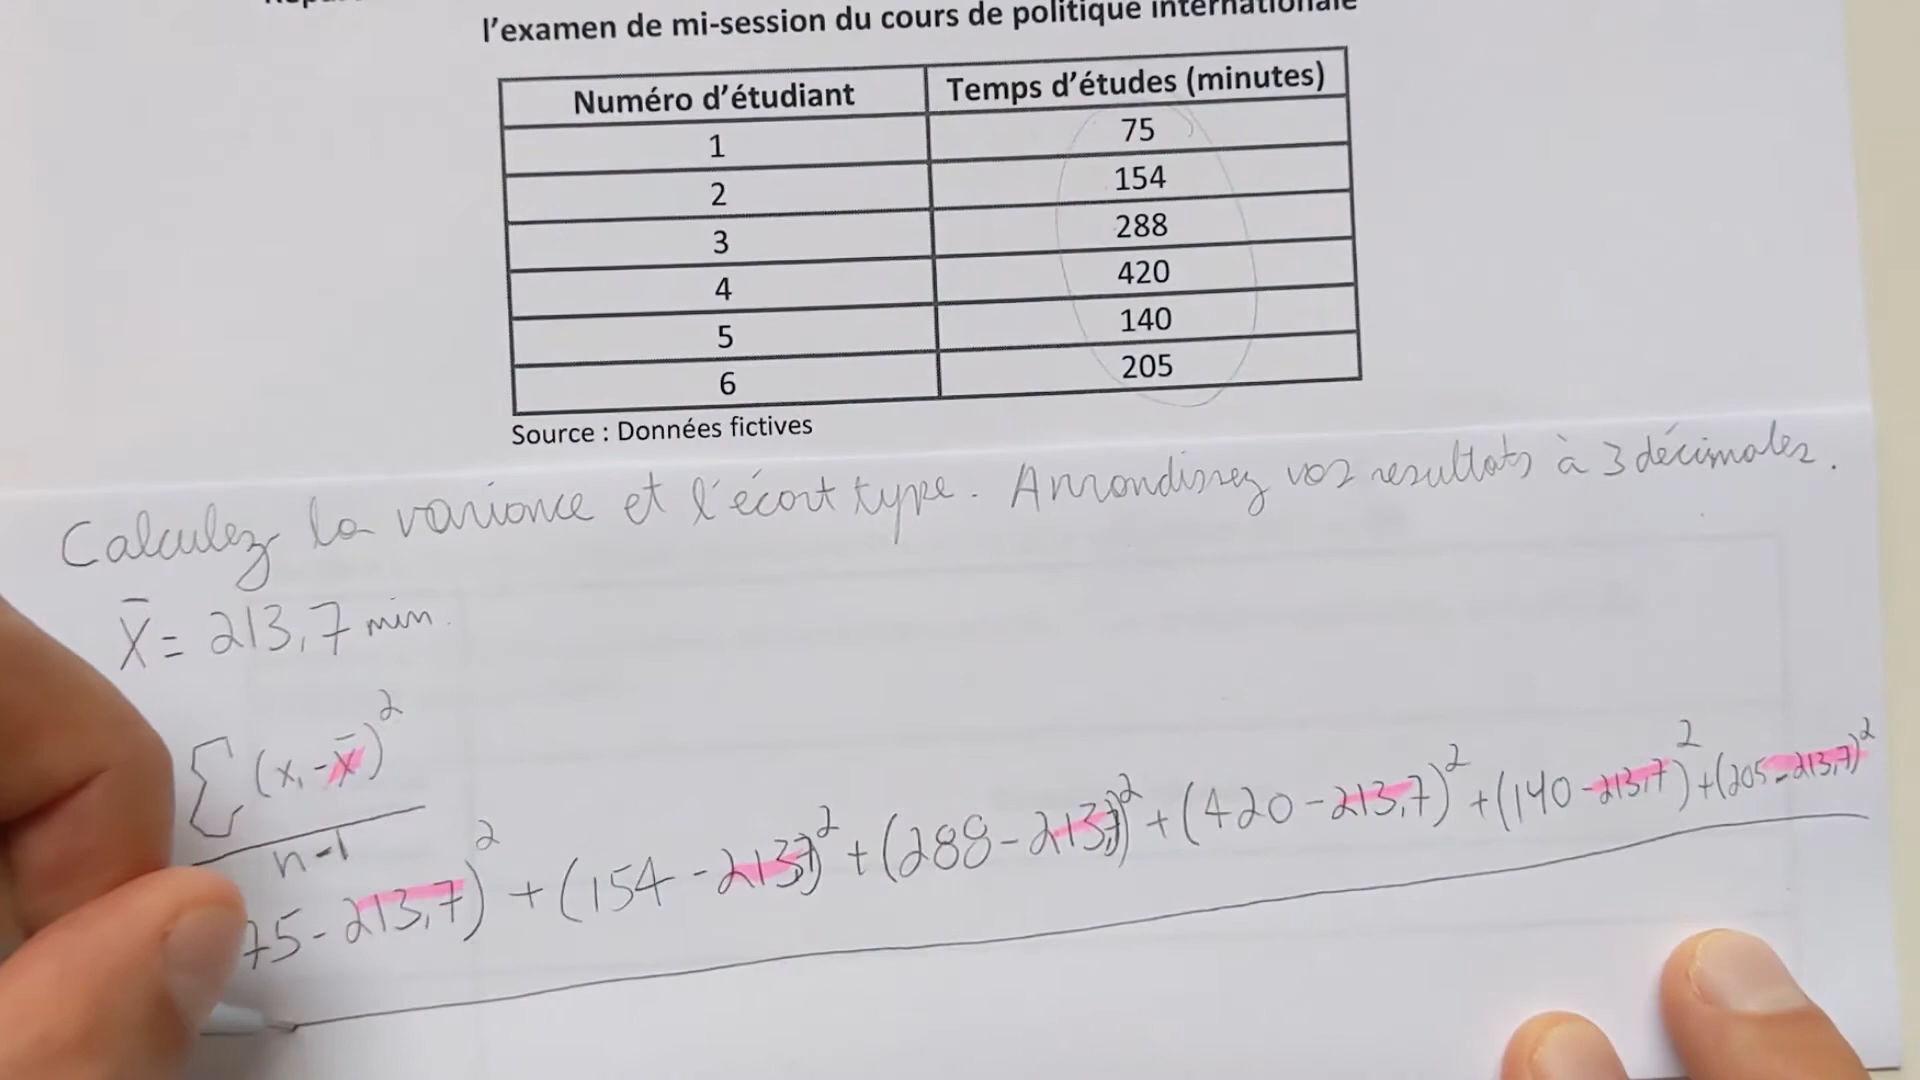 l'examen de mi-session du cours de politique internationale
Numéro d'étudiant Temps d'études (minutes)
1 75
2 154
3 288
4 420
5 140
6 205
Source : Données fictives
Calculez la variance et l'écart type. Arrondissez vos resultats à 3 décimales.
X̄ = 213,7 min.
Σ(xᵢ-x̄)²
n-1
75-213,7)² + (154-213,7)² + (288-213,7)² + (420-213,7)² + (140-213,7)² + (205-213,7)²